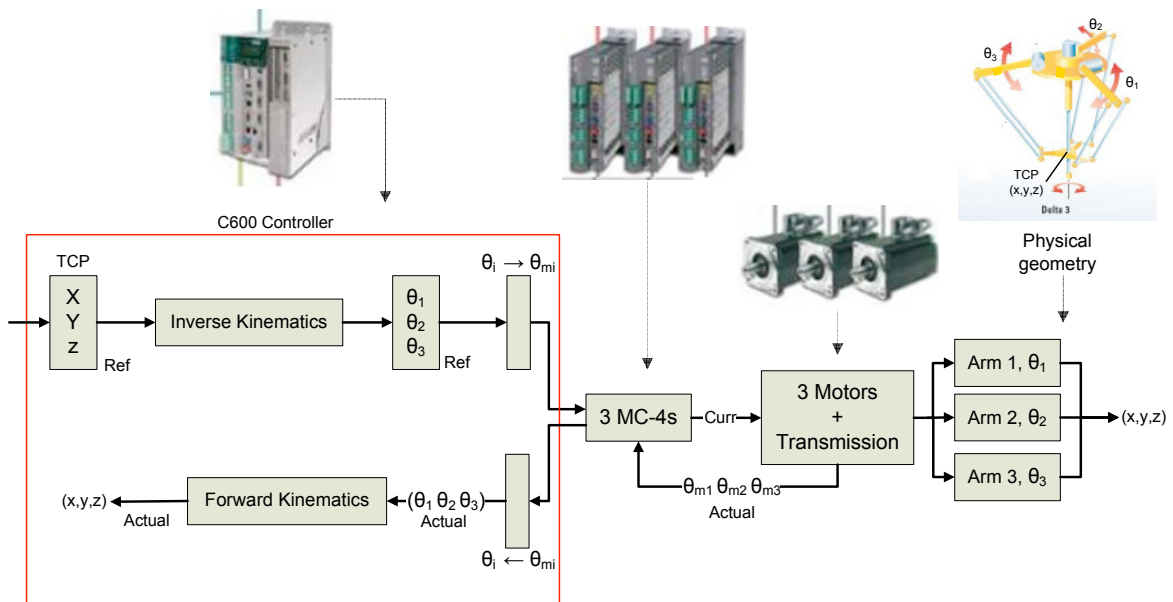 θ2
θ3
θ1
TCP
(x,y,z)
Delta 3
Physical
geometry
C600 Controller
TCP
X
Y
z
Ref
Inverse Kinematics
θ1
θ2
θ3
Ref
θi → θmi
3 MC-4s
Curr
3 Motors
+
Transmission
Arm 1, θ1
Arm 2, θ2
Arm 3, θ3
(x,y,z)
θm1 θm2 θm3
Actual
(x,y,z)
Actual
Forward Kinematics
(θ1 θ2 θ3)
Actual
θi ← θmi